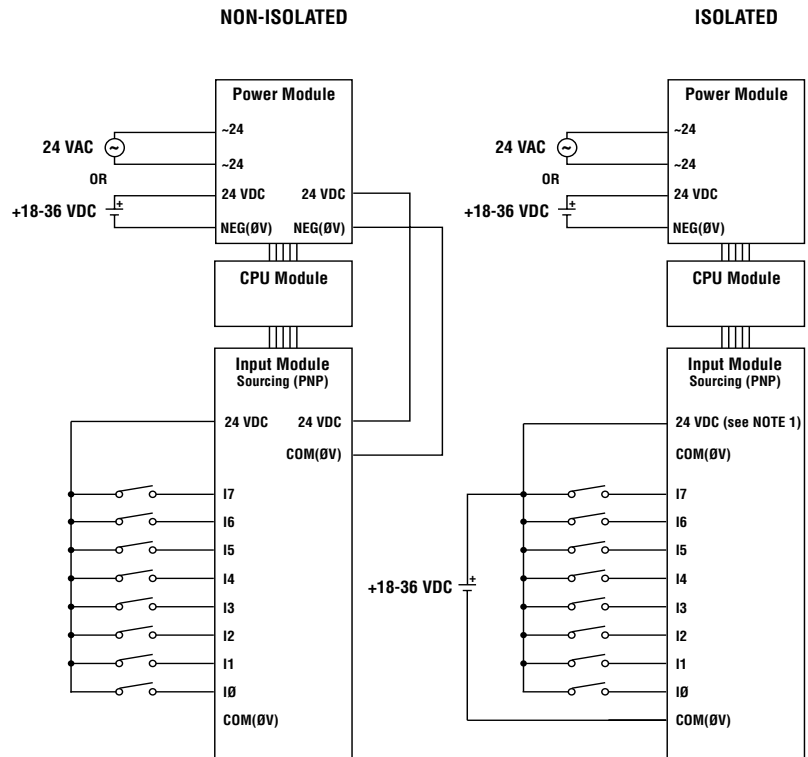 NON-ISOLATED
Power Module
24 VAC
~
~24
~24
OR
+18-36 VDC
+
24 VDC
24 VDC
NEG(ØV)
NEG(ØV)
CPU Module
Input Module
Sourcing (PNP)
24 VDC
24 VDC
COM(ØV)
I7
I6
I5
I4
I3
I2
I1
IØ
COM(ØV)
ISOLATED
Power Module
24 VAC
~
~24
~24
OR
+18-36 VDC
+
24 VDC
NEG(ØV)
CPU Module
Input Module
Sourcing (PNP)
24 VDC (see NOTE 1)
COM(ØV)
I7
I6
I5
I4
+18-36 VDC
+
I3
I2
I1
IØ
COM(ØV)